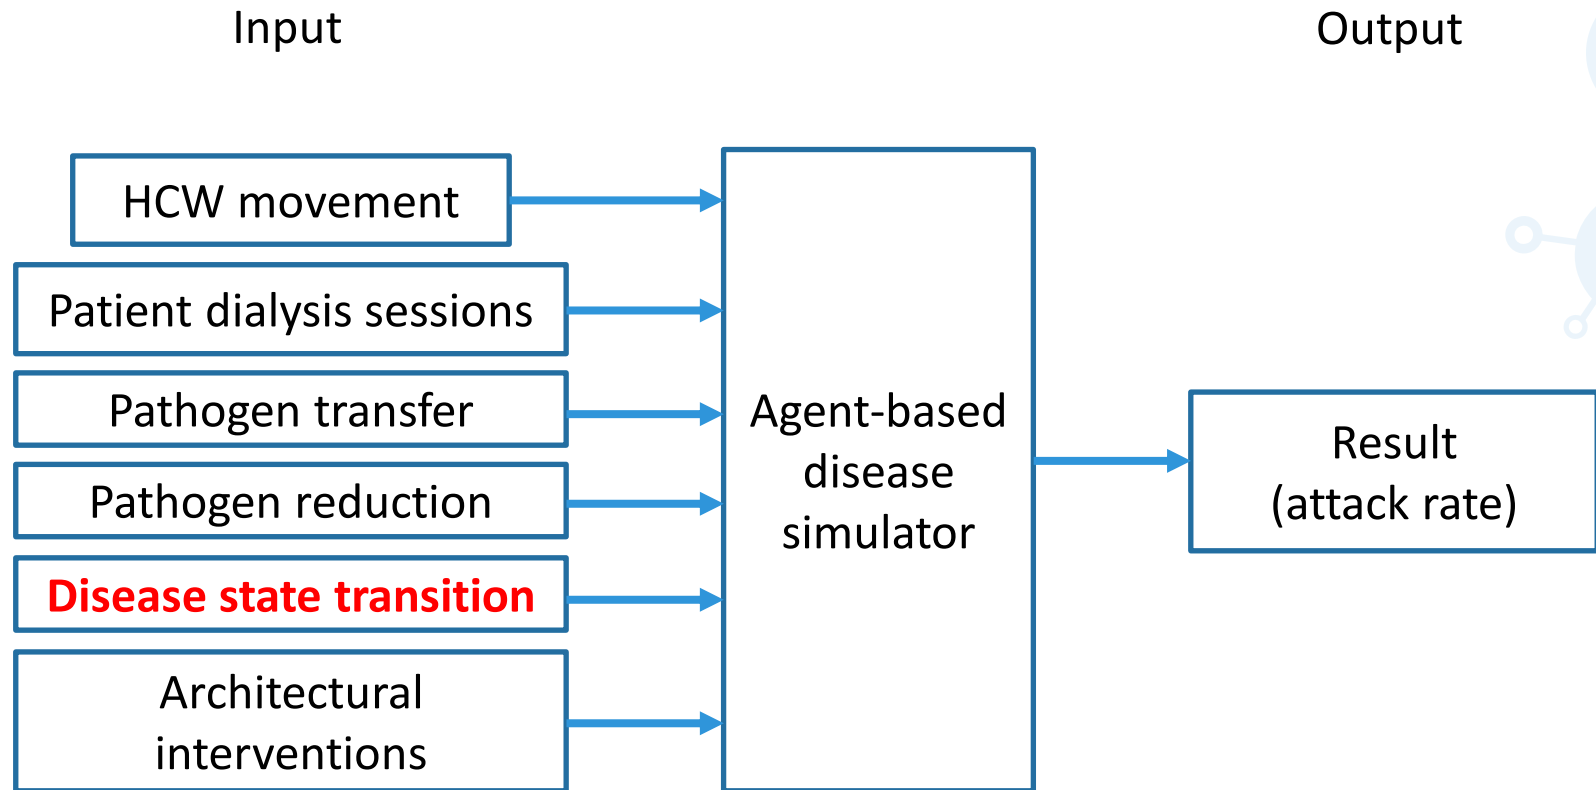 Input
Output
HCW movement
Patient dialysis sessions
Pathogen transfer
Pathogen reduction
Disease state transition
Architectural
interventions
Agent-based
disease
simulator
Result
(attack rate)